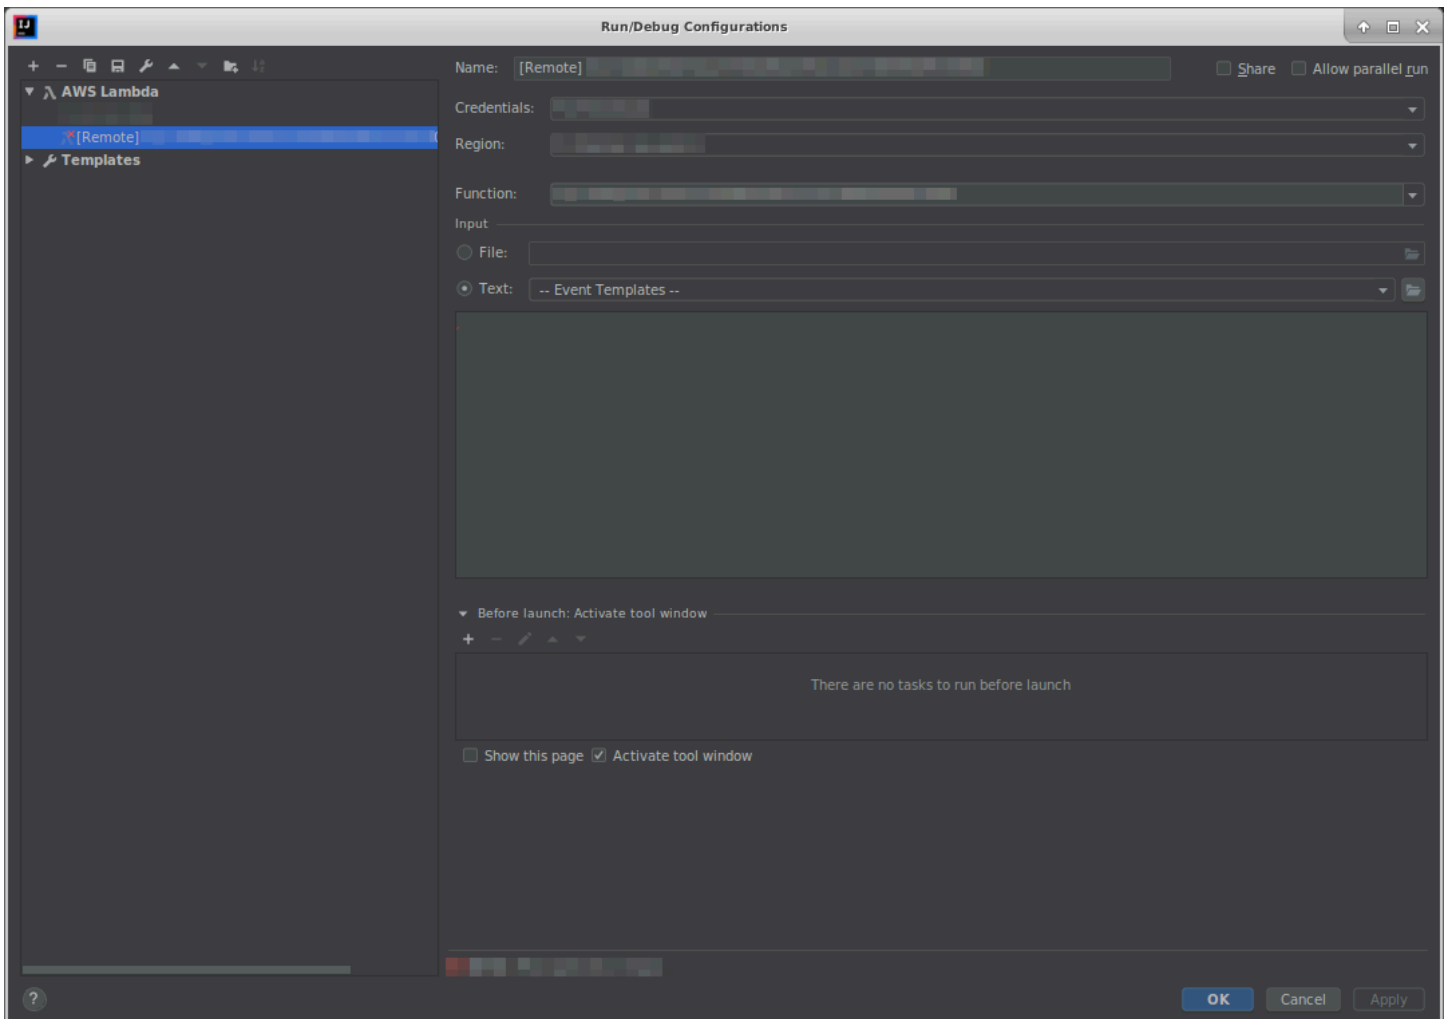 IJ
Run/Debug Configurations
Name: [Remote]
Share
Allow parallel run
AWS Lambda
[Remote]
Templates
Credentials:
Region:
Function:
Input
File:
Text: -- Event Templates --
Before launch: Activate tool window
There are no tasks to run before launch
Show this page
Activate tool window
?
OK
Cancel
Apply